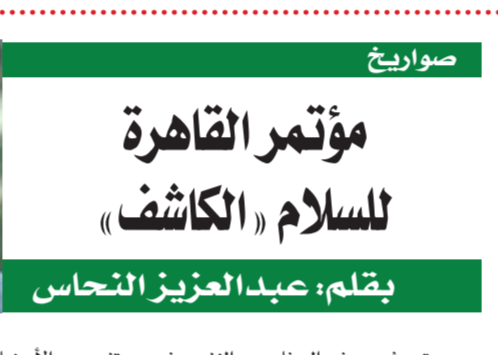 صواريخ
مؤتمر القاهرة
للسلام «الكاشف»
بقلم: عبدالعزيز النحاس